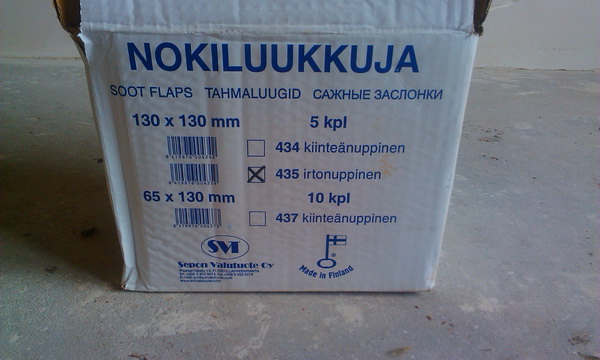 NOKILUUKKUJA
SOOT FLAPS TAHMALUUGID САЖНЫЕ ЗАСЛОНКИ
130 x 130 mm 5 kpl
434 kiinteänuppinen
435 irtonuppinen
65 x 130 mm 10 kpl
437 kiinteänuppinen
SVT
Sepon Valutuote Oy
Made in Finland